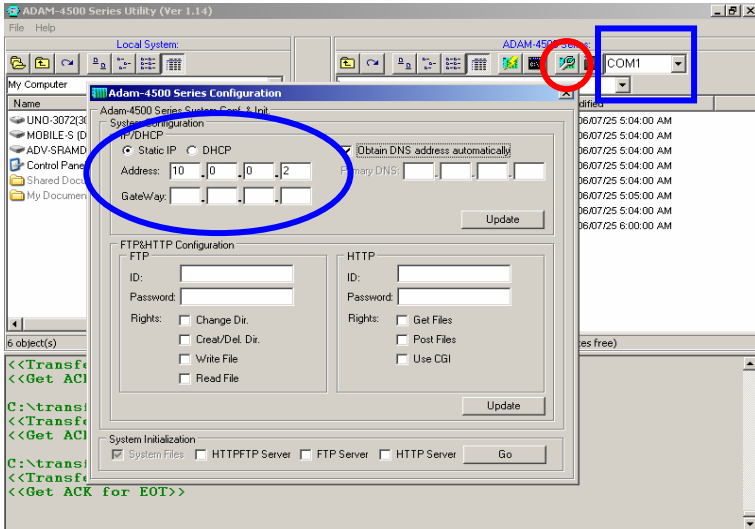 ADAM-4500 Series Utility (Ver 1.14)
File Help
Local System:
ADAM-4500 Series:
COM1
My Computer
Name
UNO-3072(3
MOBILE-S (D
ADV-SRAMD
Control Pane
Shared Docu
My Documen
06/07/25 5:04:00 AM
06/07/25 5:04:00 AM
06/07/25 5:04:00 AM
06/07/25 5:04:00 AM
06/07/25 5:04:00 AM
06/07/25 5:05:00 AM
06/07/25 5:04:00 AM
06/07/25 6:00:00 AM
Adam-4500 Series Configuration
Adam-4500 Series System Conf. & Init.
System Configuration
IP/DHCP
Static IP DHCP
Obtain DNS address automatically
Address: 10 . 0 . 0 . 2
Primary DNS:
GateWay:
Update
FTP&HTTP Configuration
FTP
HTTP
ID:
ID:
Password:
Password:
Rights: Change Dir.
Rights: Get Files
Creat/Del. Dir.
Post Files
Write File
Use CGI
Read File
Update
System Initialization
System Files HTTPFTP Server FTP Server HTTP Server Go
6 object(s)
es free)
<<Transfe
<<Get ACK
C:\transf
<<Transfe
<<Get ACK
C:\transf
<<Transfe
<<Get ACK for EOT>>